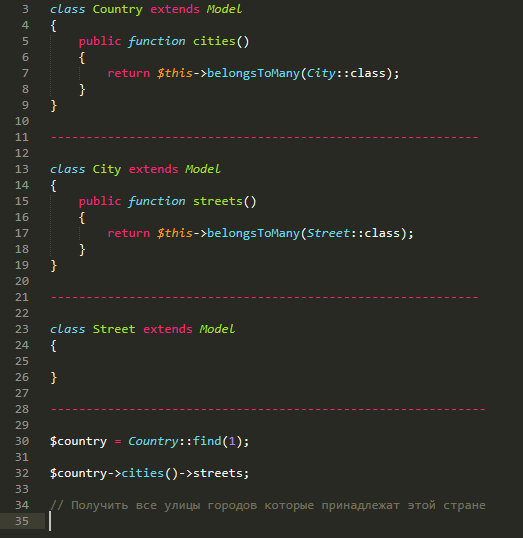 3 class Country extends Model
4 {
5 public function cities()
6 {
7 return $this->belongsToMany(City::class);
8 }
9 }
10
11 ------------------------------------------------------------
12
13 class City extends Model
14 {
15 public function streets()
16 {
17 return $this->belongsToMany(Street::class);
18 }
19 }
20
21 ------------------------------------------------------------
22
23 class Street extends Model
24 {
25
26 }
27
28 -------------------------------------------------------------
29
30 $country = Country::find(1);
31
32 $country->cities()->streets;
33
34 // Получить все улицы городов которые принадлежат этой стране
35